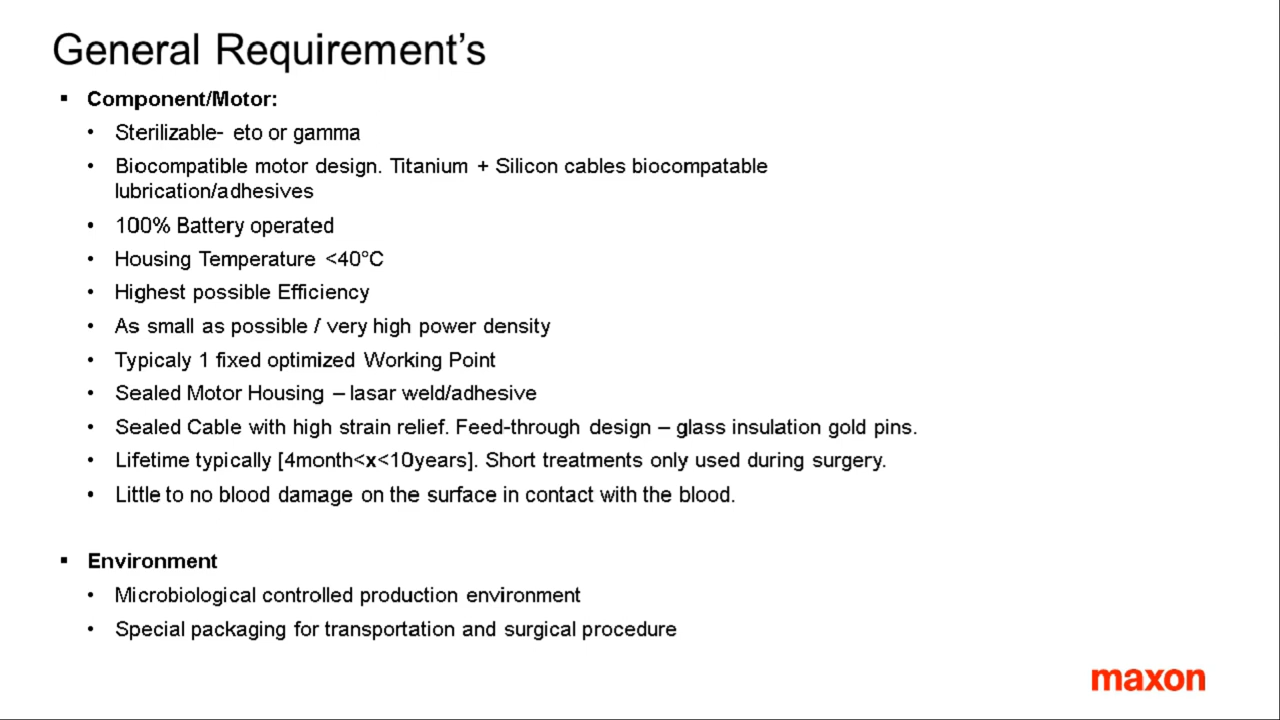 General Requirement’s
▪ Component/Motor:
• Sterilizable- eto or gamma
• Biocompatible motor design. Titanium + Silicon cables biocompatable
lubrication/adhesives
• 100% Battery operated
• Housing Temperature <40°C
• Highest possible Efficiency
• As small as possible / very high power density
• Typicaly 1 fixed optimized Working Point
• Sealed Motor Housing – lasar weld/adhesive
• Sealed Cable with high strain relief. Feed-through design – glass insulation gold pins.
• Lifetime typically [4month<x<10years]. Short treatments only used during surgery.
• Little to no blood damage on the surface in contact with the blood.
▪ Environment
• Microbiological controlled production environment
• Special packaging for transportation and surgical procedure
maxon